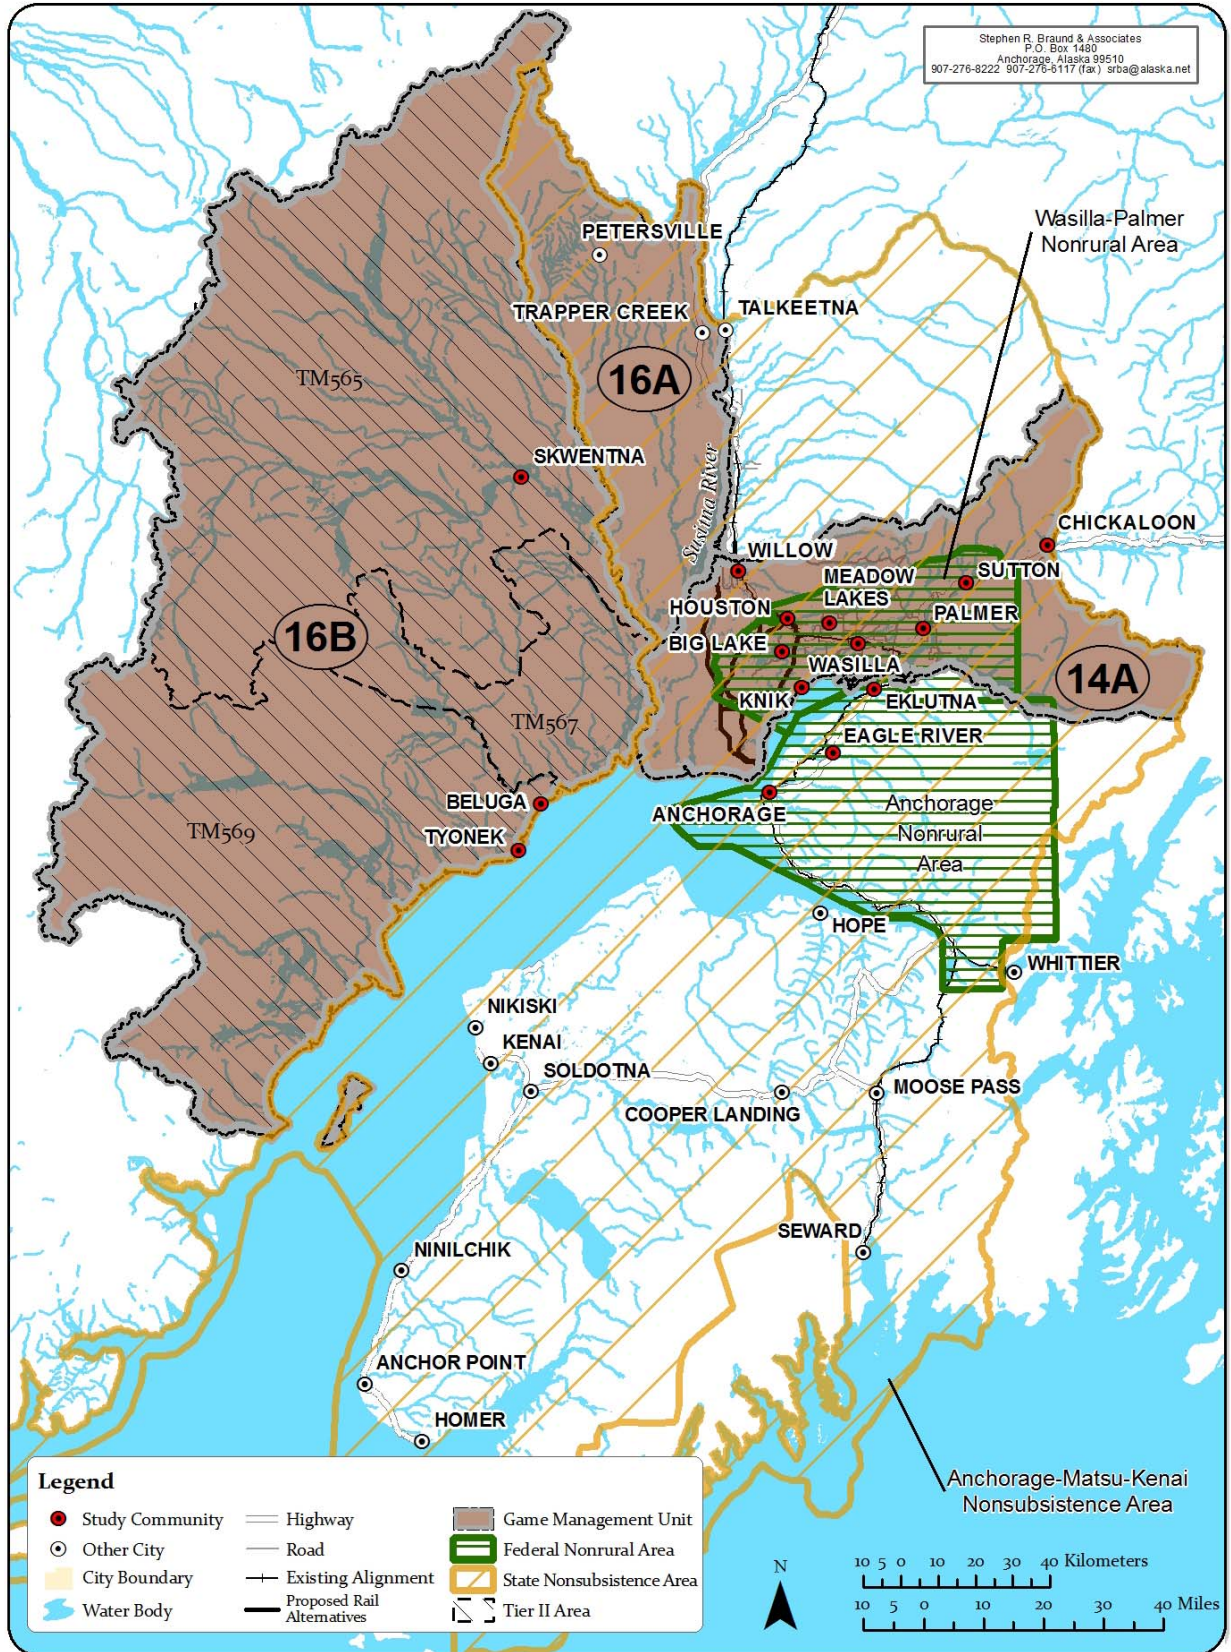 Stephen R. Braund & Associates
P.O. Box 1480
Anchorage, Alaska 99510
907-276-8222 907-276-6117 (fax) srba@alaska.net
Wasilla-Palmer
Nonrural Area
PETERSVILLE
TRAPPER CREEK
TALKEETNA
TM565
16A
SKWENTNA
Susitna River
CHICKALOON
WILLOW
MEADOW
LAKES
SUTTON
HOUSTON
PALMER
BIG LAKE
16B
WASILLA
14A
KNIK
EKLUTNA
TM567
EAGLE RIVER
BELUGA
ANCHORAGE
Anchorage
Nonrural
Area
TM569
TYONEK
HOPE
WHITTIER
NIKISKI
KENAI
SOLDOTNA
MOOSE PASS
COOPER LANDING
SEWARD
NINILCHIK
ANCHOR POINT
HOMER
Anchorage-Matsu-Kenai
Nonsubsistence Area
Legend
Study Community
Other City
City Boundary
Water Body
Highway
Road
Existing Alignment
Proposed Rail
Alternatives
Game Management Unit
Federal Nonrural Area
State Nonsubsistence Area
Tier II Area
N
10 5 0 10 20 30 40 Kilometers
10 5 0 10 20 30 40 Miles